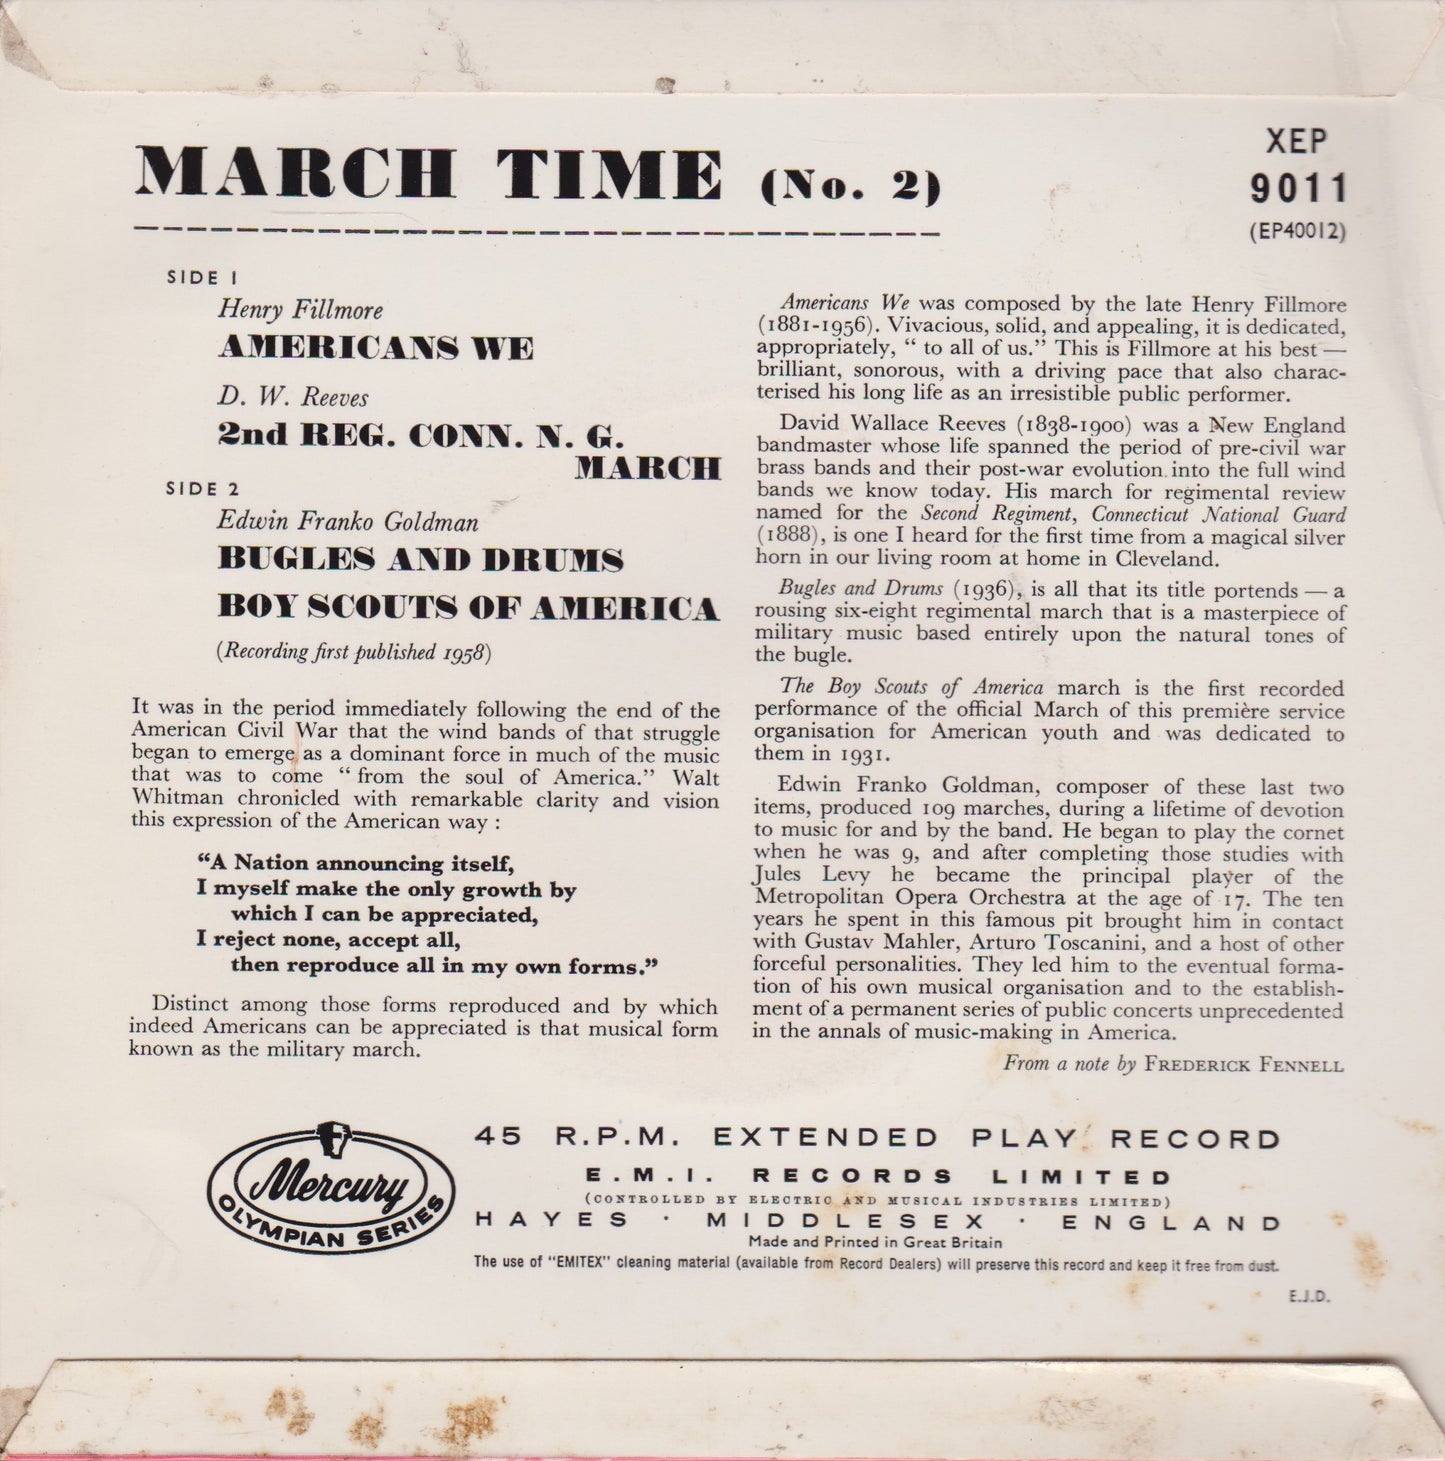 MARCH TIME (No. 2)
XEP
9011
(EP40012)
SIDE 1
Henry Fillmore
AMERICANS WE
D. W. Reeves
2nd REG. CONN. N. G.
MARCH
SIDE 2
Edwin Franko Goldman
BUGLES AND DRUMS
BOY SCOUTS OF AMERICA
(Recording first published 1958)
It was in the period immediately following the end of the
American Civil War that the wind bands of that struggle
began to emerge as a dominant force in much of the music
that was to come “ from the soul of America.” Walt
Whitman chronicled with remarkable clarity and vision
this expression of the American way :
“A Nation announcing itself,
I myself make the only growth by
which I can be appreciated,
I reject none, accept all,
then reproduce all in my own forms.”
Distinct among those forms reproduced and by which
indeed Americans can be appreciated is that musical form
known as the military march.
Americans We was composed by the late Henry Fillmore
(1881-1956). Vivacious, solid, and appealing, it is dedicated,
appropriately, “ to all of us.” This is Fillmore at his best —
brilliant, sonorous, with a driving pace that also charac-
terised his long life as an irresistible public performer.
David Wallace Reeves (1838-1900) was a New England
bandmaster whose life spanned the period of pre-civil war
brass bands and their post-war evolution into the full wind
bands we know today. His march for regimental review
named for the Second Regiment, Connecticut National Guard
(1888), is one I heard for the first time from a magical silver
horn in our living room at home in Cleveland.
Bugles and Drums (1936), is all that its title portends — a
rousing six-eight regimental march that is a masterpiece of
military music based entirely upon the natural tones of
the bugle.
The Boy Scouts of America march is the first recorded
performance of the official March of this première service
organisation for American youth and was dedicated to
them in 1931.
Edwin Franko Goldman, composer of these last two
items, produced 109 marches, during a lifetime of devotion
to music for and by the band. He began to play the cornet
when he was 9, and after completing those studies with
Jules Levy he became the principal player of the
Metropolitan Opera Orchestra at the age of 17. The ten
years he spent in this famous pit brought him in contact
with Gustav Mahler, Arturo Toscanini, and a host of other
forceful personalities. They led him to the eventual forma-
tion of his own musical organisation and to the establish-
ment of a permanent series of public concerts unprecedented
in the annals of music-making in America.
From a note by FREDERICK FENNELL
Mercury
OLYMPIAN SERIES
45 R.P.M. EXTENDED PLAY RECORD
E.M.I. RECORDS LIMITED
(CONTROLLED BY ELECTRIC AND MUSICAL INDUSTRIES LIMITED)
HAYES · MIDDLESEX · ENGLAND
Made and Printed in Great Britain
The use of "EMITEX" cleaning material (available from Record Dealers) will preserve this record and keep it free from dust.
E.J.D.